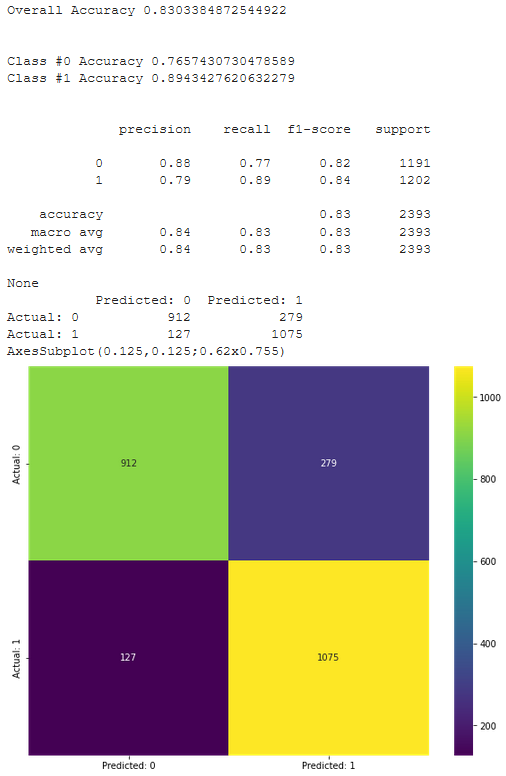 Overall Accuracy 0.8303384872544922
Class #0 Accuracy 0.7657430730478589
Class #1 Accuracy 0.8943427620632279
precision recall f1-score support
0 0.88 0.77 0.82 1191
1 0.79 0.89 0.84 1202
accuracy 0.83 2393
macro avg 0.84 0.83 0.83 2393
weighted avg 0.84 0.83 0.83 2393
None
Predicted: 0 Predicted: 1
Actual: 0 912 279
Actual: 1 127 1075
AxesSubplot(0.125,0.125;0.62x0.755)
1000
Actual: 0
912 279
800
600
400
Actual: 1
127 1075
200
Predicted: 0 Predicted: 1